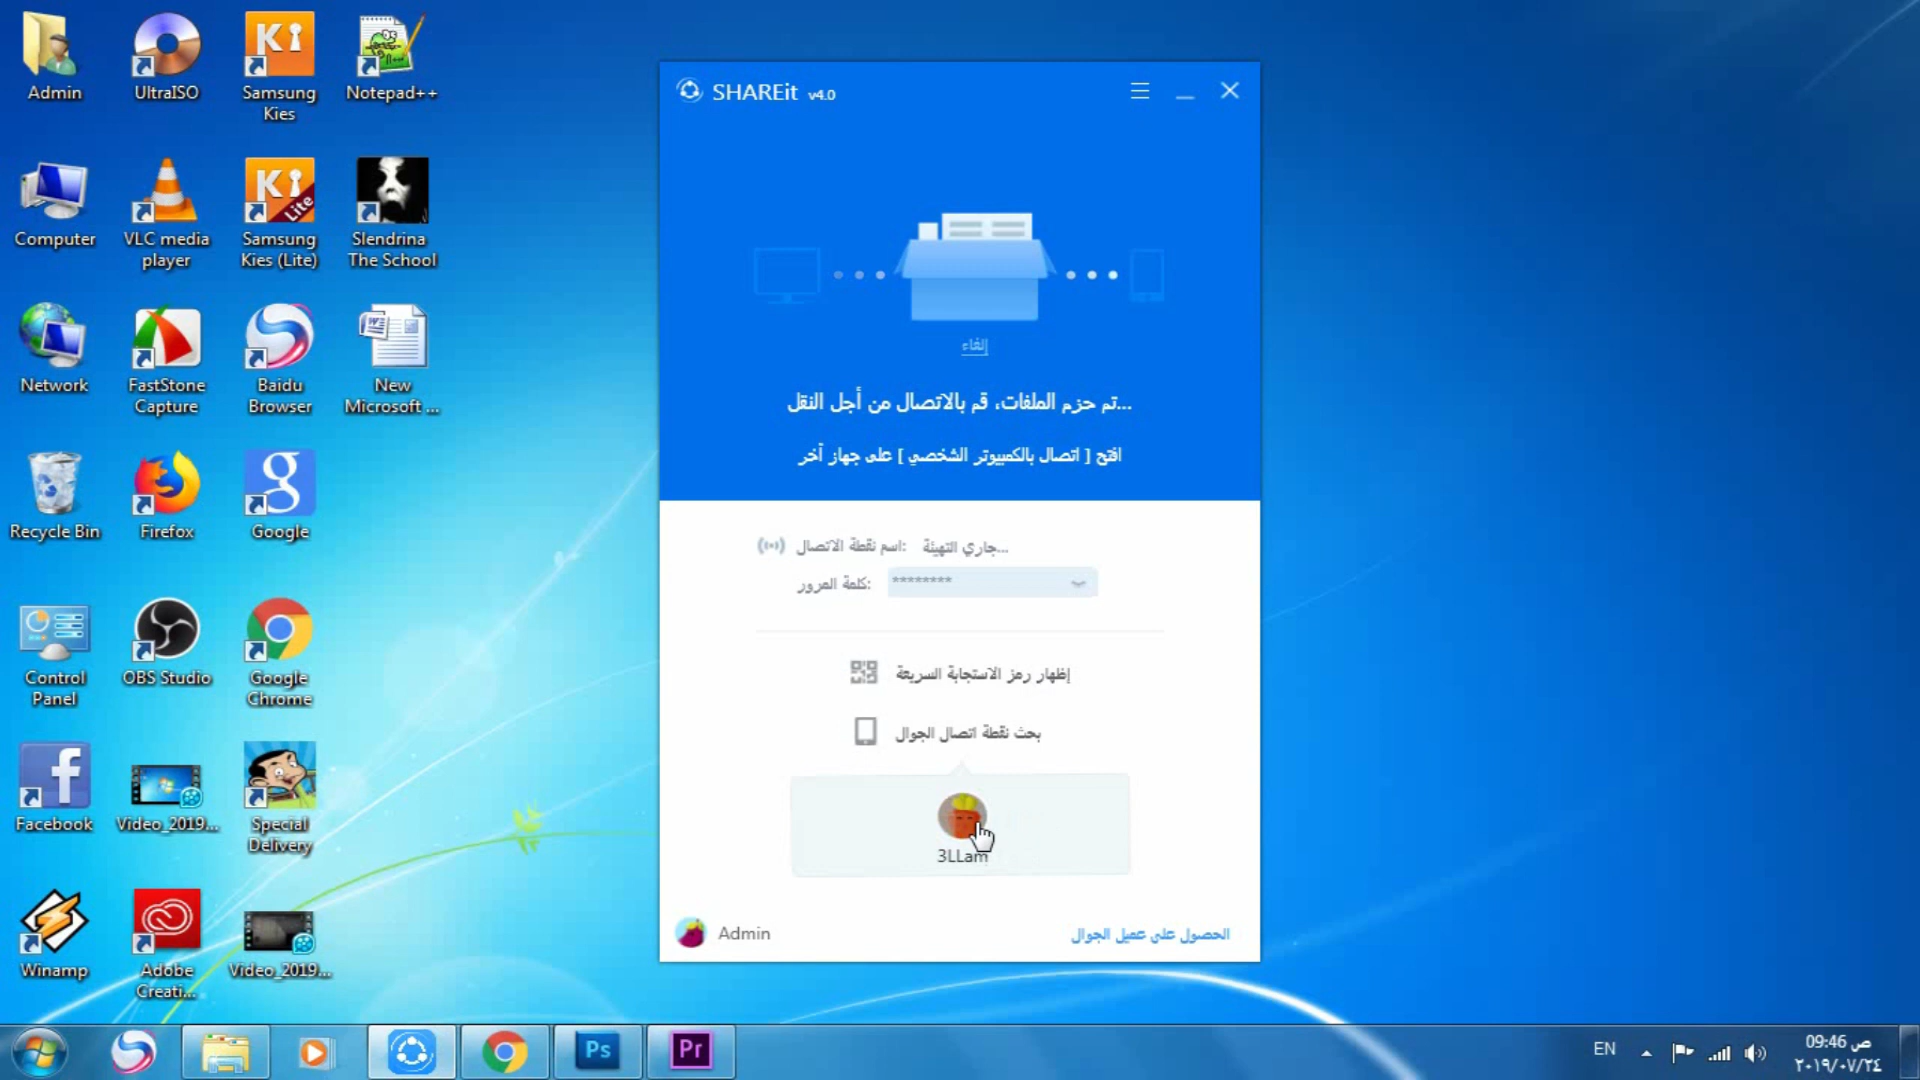 Admin
UltraISO
Samsung
Kies
Notepad++
Computer
VLC media
player
Samsung
Kies (Lite)
Slendrina
The School
Network
FastStone
Capture
Baidu
Browser
New
Microsoft ...
Recycle Bin
Firefox
Google
Control
Panel
OBS Studio
Google
Chrome
Facebook
Video_2019...
Special
Delivery
Winamp
Adobe
Creati...
Video_2019...
SHAREit v4.0
إلغاء
تم حزم الملفات، قم بالاتصال من أجل النقل...
افتح [ اتصال بالكمبيوتر الشخصي ] على جهاز آخر
اسم نقطة الاتصال: جاري التهيئة...
كلمة المرور: ********
إظهار رمز الاستجابة السريعة
بحث نقطة اتصال الجوال
3LLam
Admin
الحصول على عميل الجوال
Ps
Pr
EN
09:46 ص
٢٠١٩/٠٧/٢٤